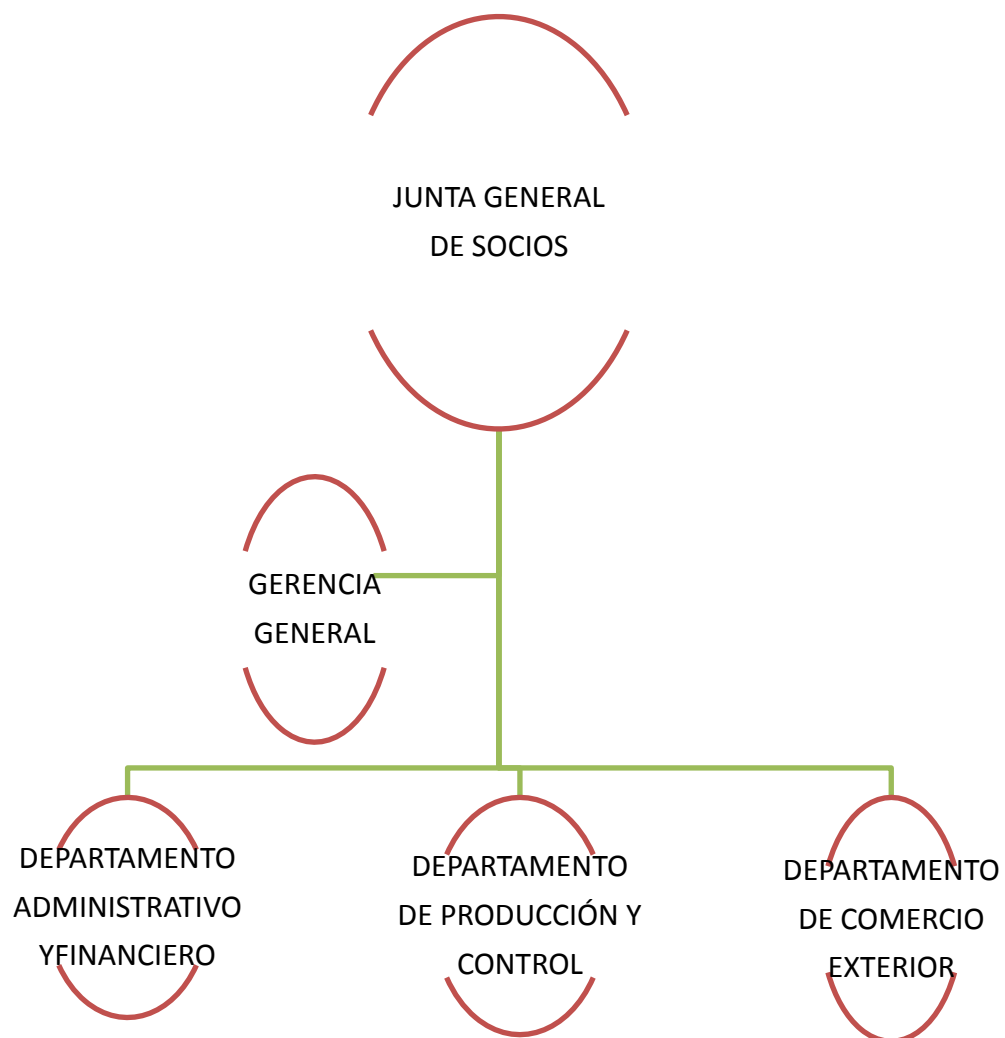 JUNTA GENERAL
DE SOCIOS
GERENCIA
GENERAL
DEPARTAMENTO
ADMINISTRATIVO
YFINANCIERO
DEPARTAMENTO
DE PRODUCCIÓN Y
CONTROL
DEPARTAMENTO
DE COMERCIO
EXTERIOR